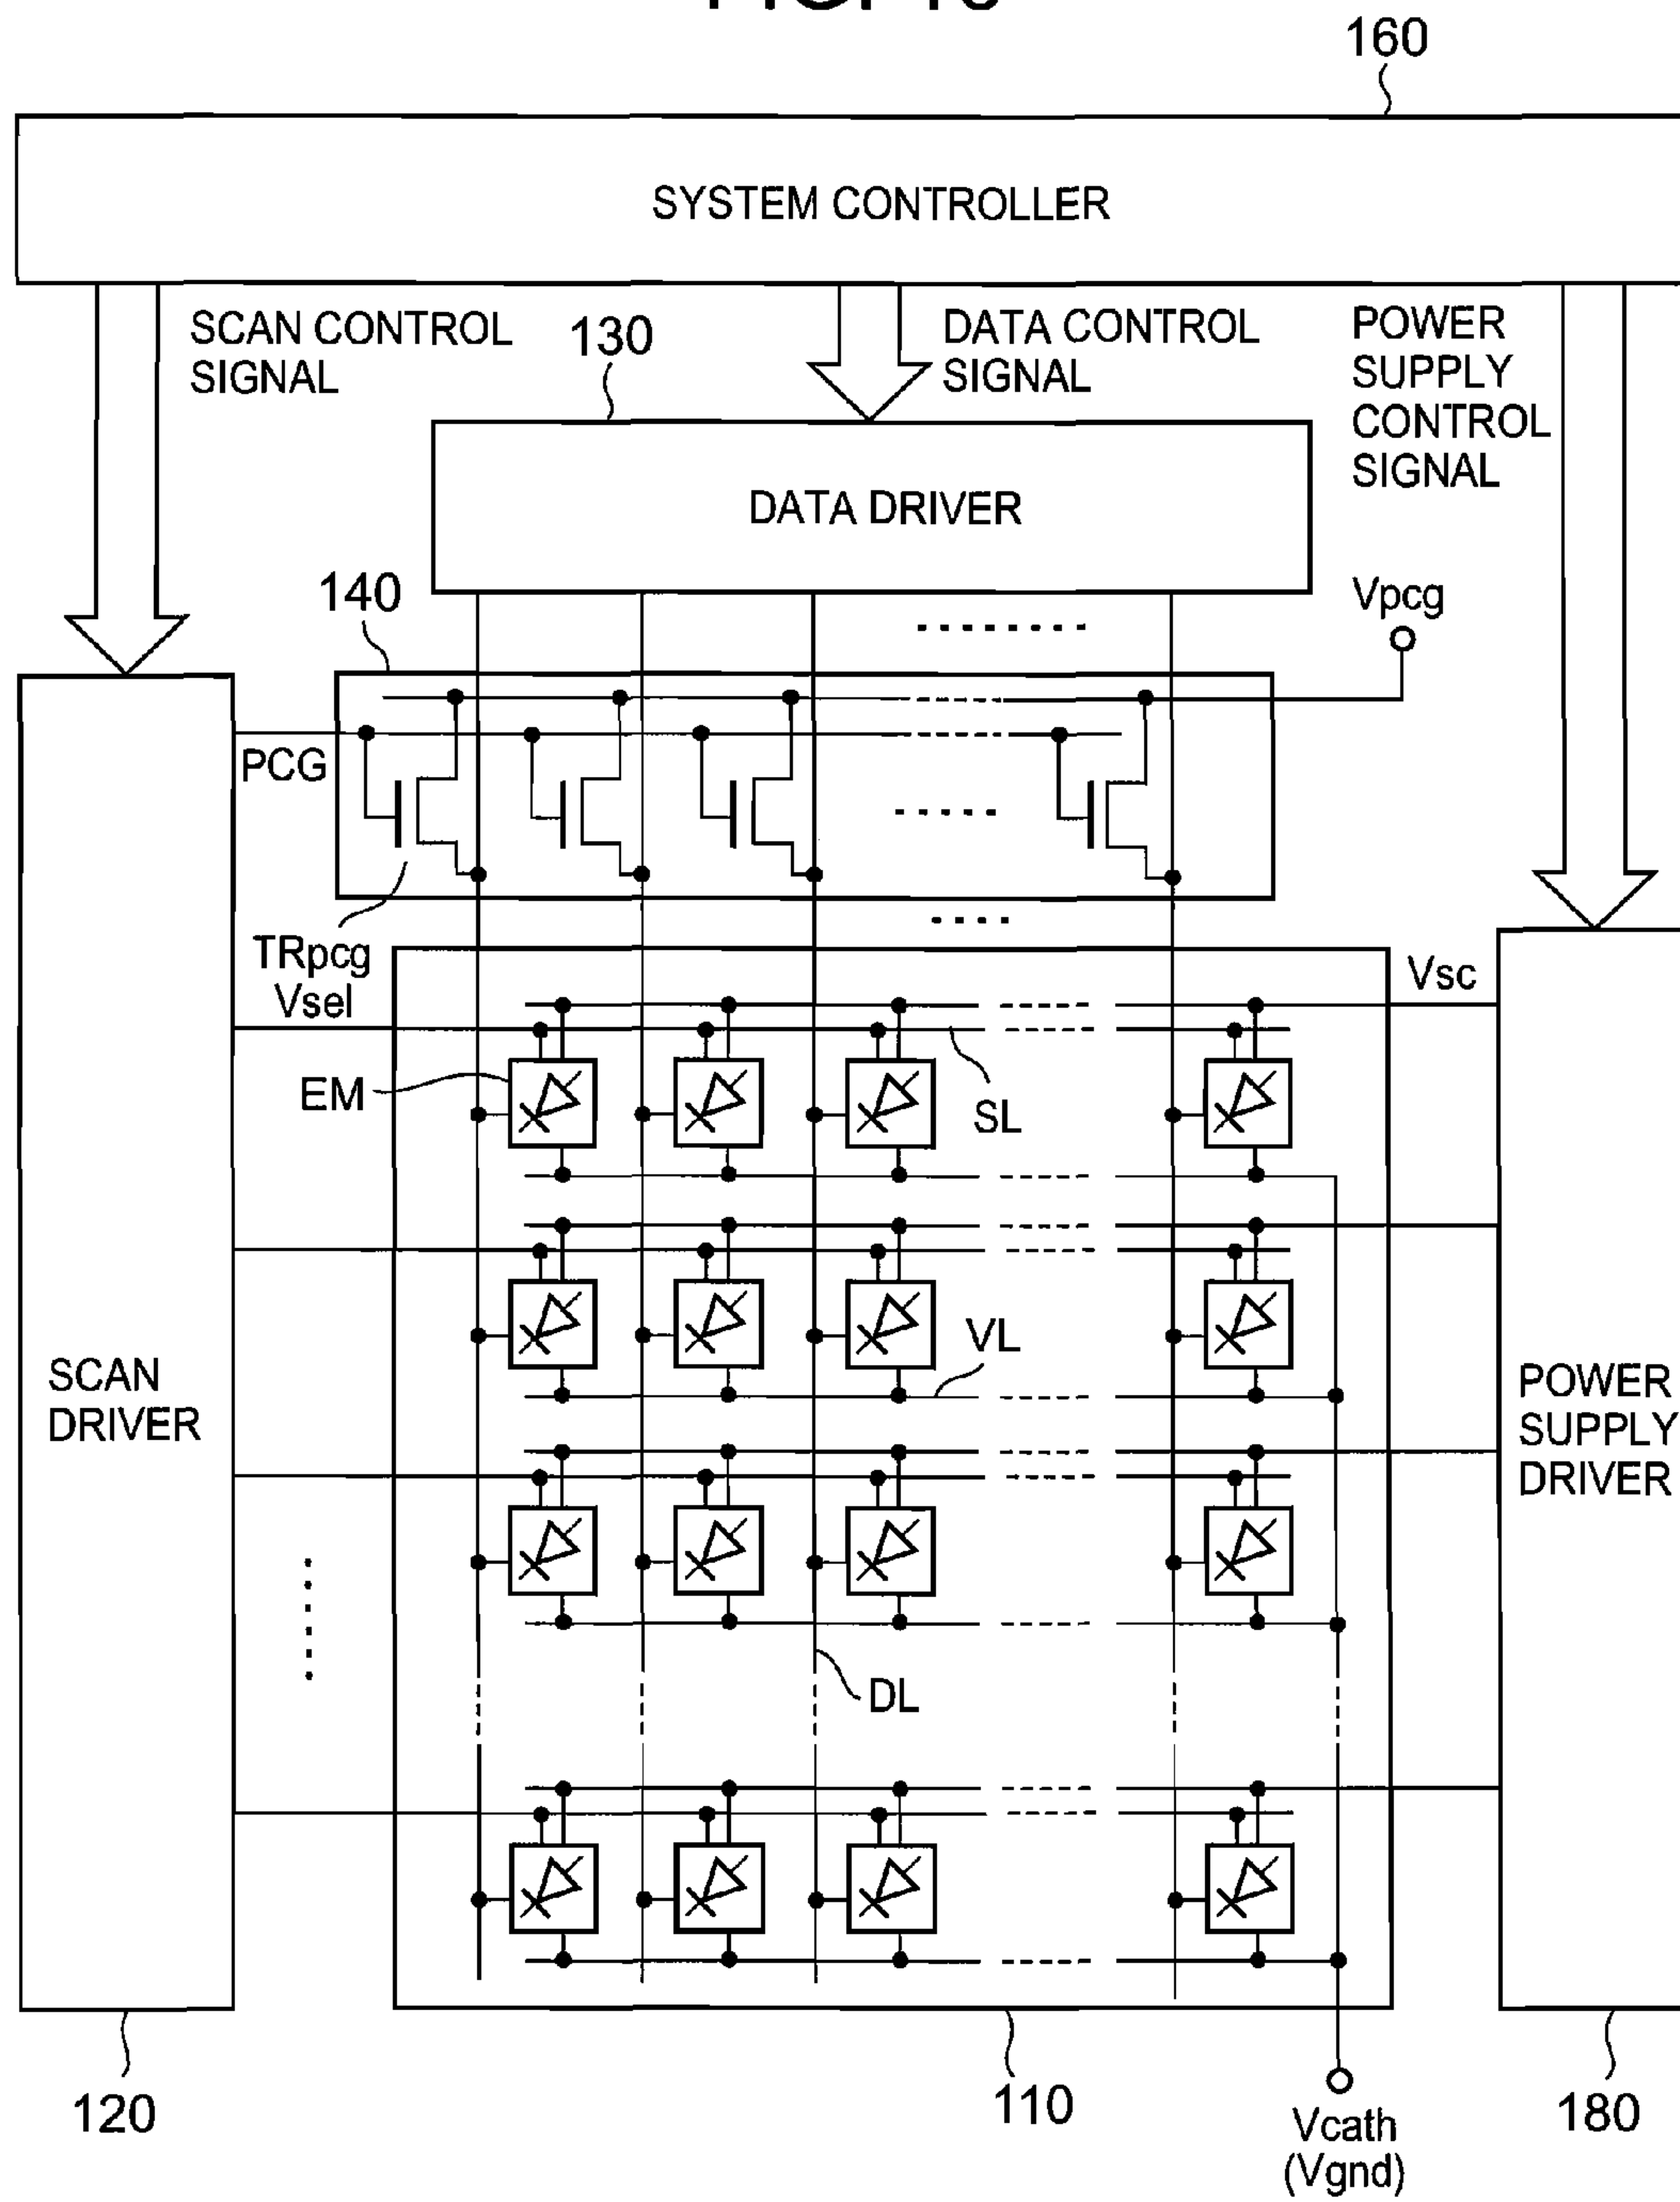 160
SYSTEM CONTROLLER
SCAN CONTROL
SIGNAL
130
DATA CONTROL
SIGNAL
POWER
SUPPLY
CONTROL
SIGNAL
DATA DRIVER
140
Vpcg
PCG
TRpcg
Vsel
Vsc
EM
SL
VL
SCAN
DRIVER
POWER
SUPPLY
DRIVER
DL
120
110
180
Vcath
(Vgnd)